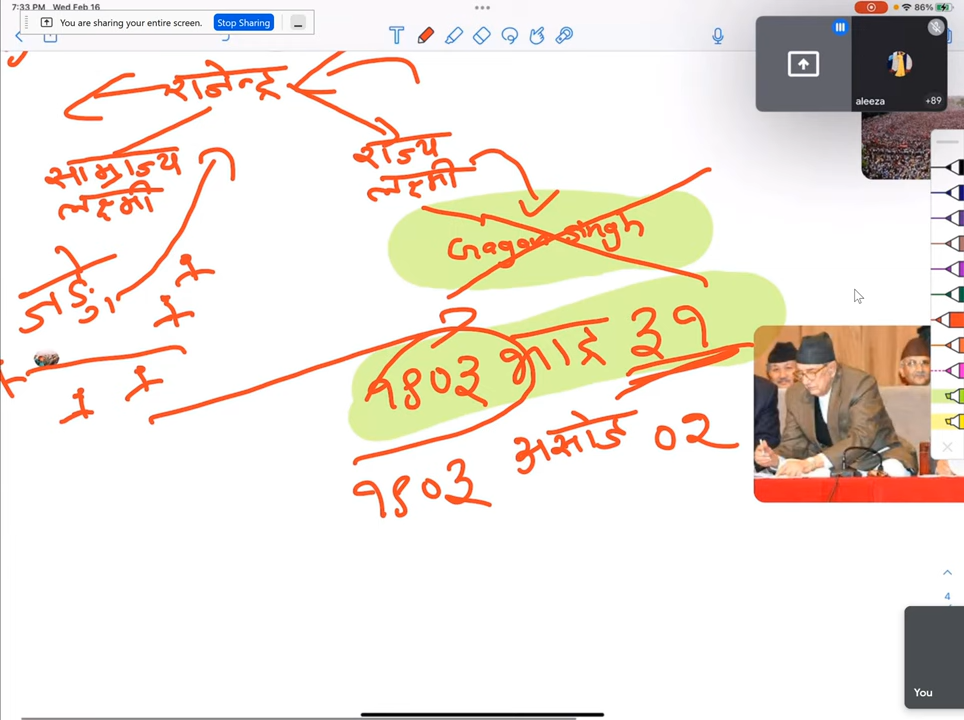 7:33 PM Wed Feb 16
86%
You are sharing your entire screen.
Stop Sharing
T
राजेन्द्र
aleeza
+89
साम्राज्य
लक्ष्मी
राज्य
लक्ष्मी
Gagan singh
१९०३ भाद्र ३१
१९०३ असोज ०२
4
You